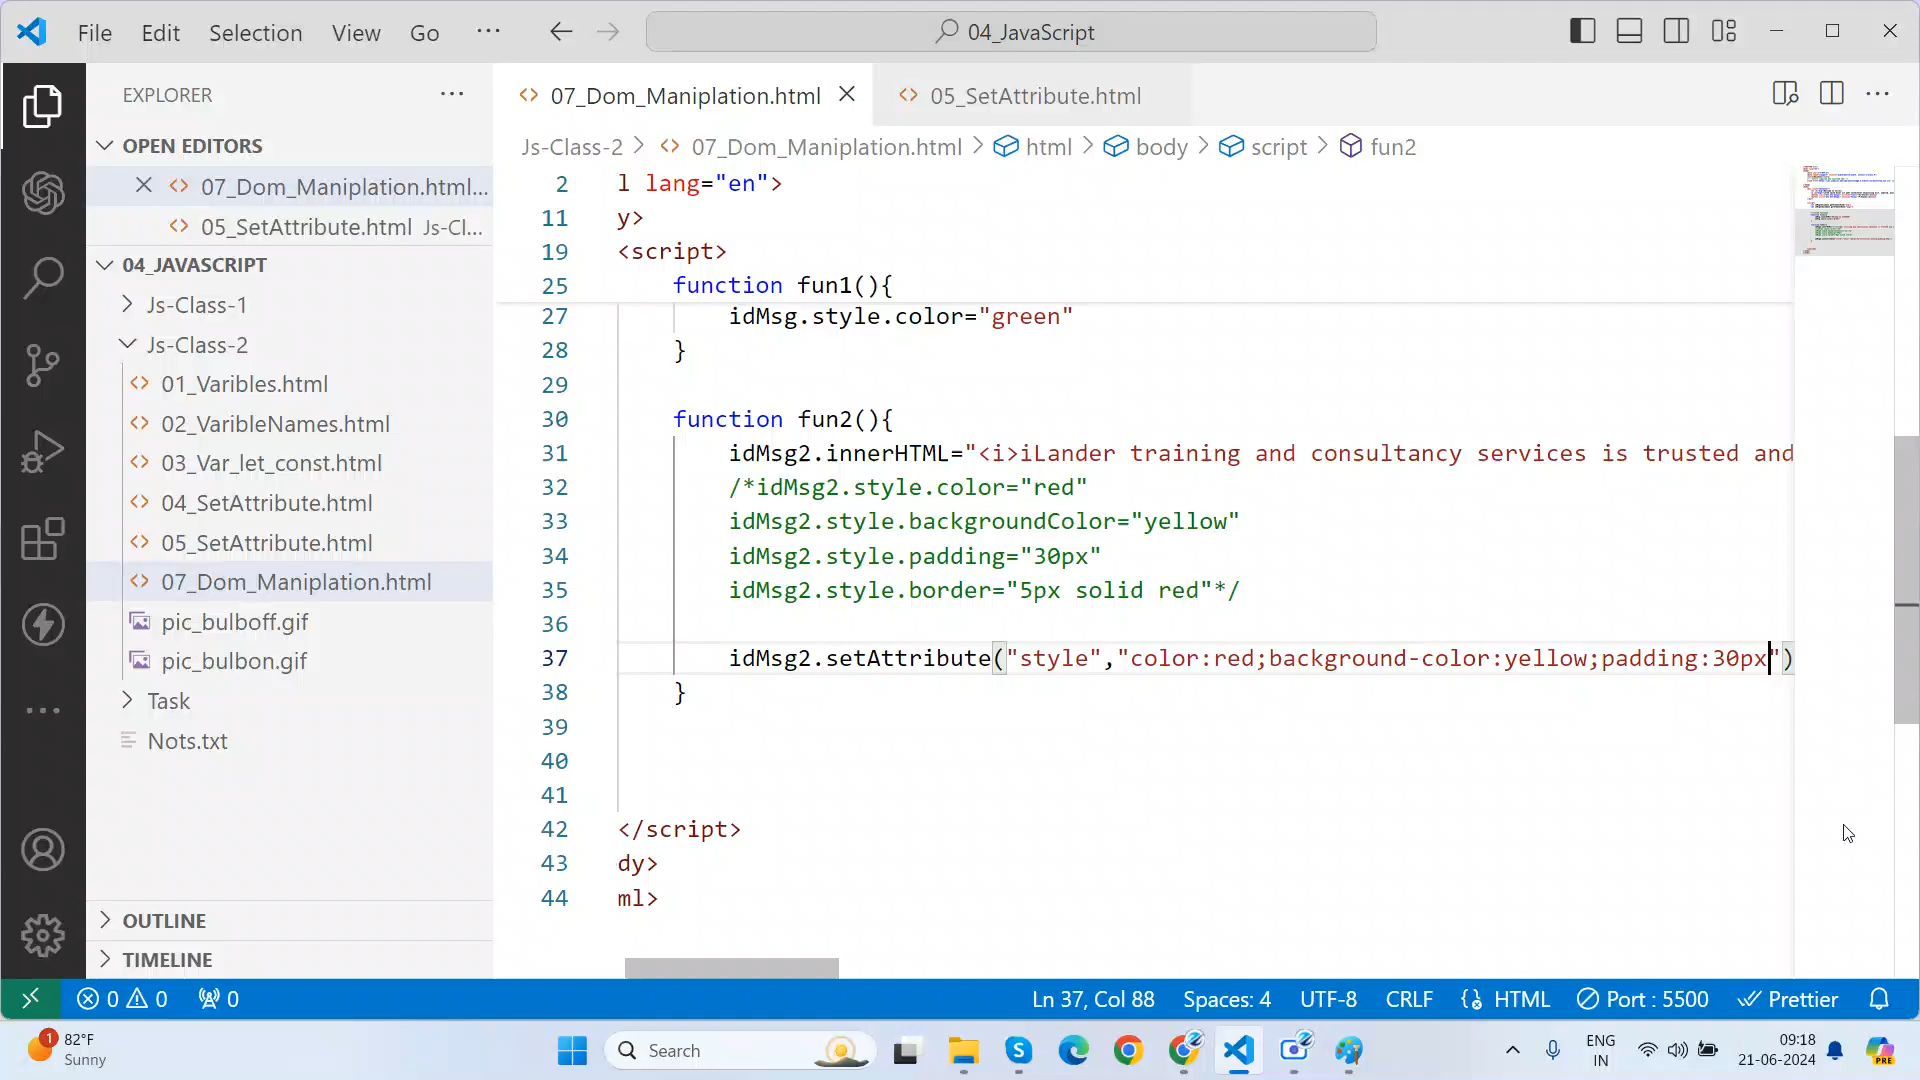 File Edit Selection View Go ···
04_JavaScript
EXPLORER
07_Dom_Maniplation.html
05_SetAttribute.html
OPEN EDITORS
07_Dom_Maniplation.html...
05_SetAttribute.html Js-Cl...
04_JAVASCRIPT
Js-Class-1
Js-Class-2
01_Varibles.html
02_VaribleNames.html
03_Var_let_const.html
04_SetAttribute.html
05_SetAttribute.html
07_Dom_Maniplation.html
pic_bulboff.gif
pic_bulbon.gif
Task
Nots.txt
OUTLINE
TIMELINE
Js-Class-2 > 07_Dom_Maniplation.html > html > body > script > fun2
2 l lang="en">
11 y>
19 <script>
25 function fun1(){
27 idMsg.style.color="green"
28 }
29
30 function fun2(){
31 idMsg2.innerHTML="<i>iLander training and consultancy services is trusted and
32 /*idMsg2.style.color="red"
33 idMsg2.style.backgroundColor="yellow"
34 idMsg2.style.padding="30px"
35 idMsg2.style.border="5px solid red"*/
36
37 idMsg2.setAttribute("style","color:red;background-color:yellow;padding:30px")
38 }
39
40
41
42 </script>
43 dy>
44 ml>
0 0 0
Ln 37, Col 88 Spaces: 4 UTF-8 CRLF HTML Port : 5500 Prettier
1
82°F
Sunny
Search
ENG
IN
09:18
21-06-2024
PRE